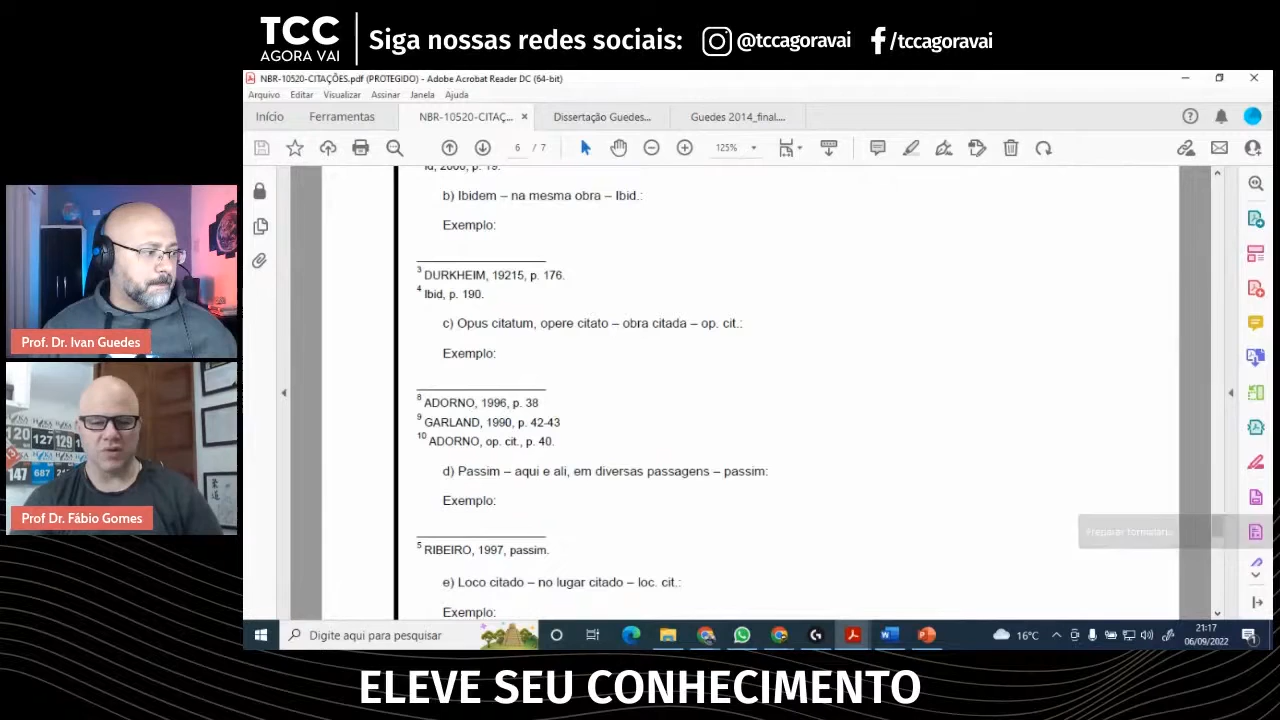 TCC
AGORA VAI
Siga nossas redes sociais: @tccagoravai /tccagoravai
NBR-10520-CITAÇÕES.pdf (PROTEGIDO) - Adobe Acrobat Reader DC (64-bit)
Arquivo Editar Visualizar Assinar Janela Ajuda
Início Ferramentas NBR-10520-CITAÇ... Dissertação Guedes... Guedes 2014_final....
6 / 7 125%
b) Ibidem – na mesma obra – Ibid.:
Exemplo:
3 DURKHEIM, 19215, p. 176.
4 Ibid, p. 190.
c) Opus citatum, opere citato – obra citada – op. cit.:
Exemplo:
8 ADORNO, 1996, p. 38
9 GARLAND, 1990, p. 42-43
10 ADORNO, op. cit., p. 40.
d) Passim – aqui e ali, em diversas passagens – passim:
Exemplo:
5 RIBEIRO, 1997, passim.
e) Loco citado – no lugar citado – loc. cit.:
Exemplo:
Prof. Dr. Ivan Guedes
120 127 129
147 687
Prof Dr. Fábio Gomes
Digite aqui para pesquisar
16°C
21:17
06/09/2022
ELEVE SEU CONHECIMENTO